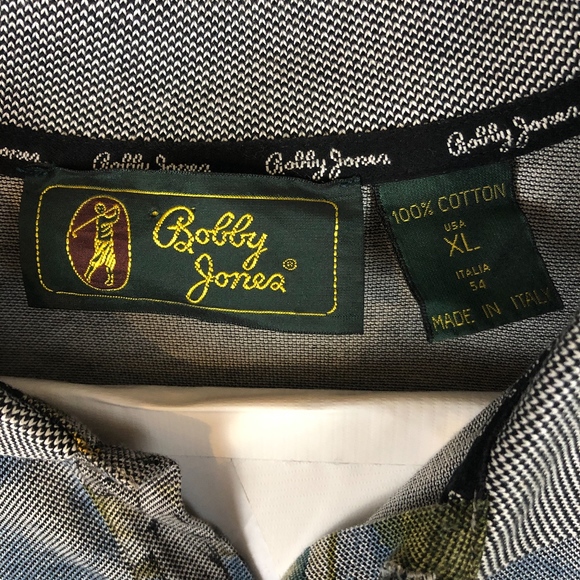 Bobby Jones
Bobby Jones
Bobby Jones
Bobby
Jones®
100% COTTON
USA
XL
ITALIA
54
MADE IN ITALY